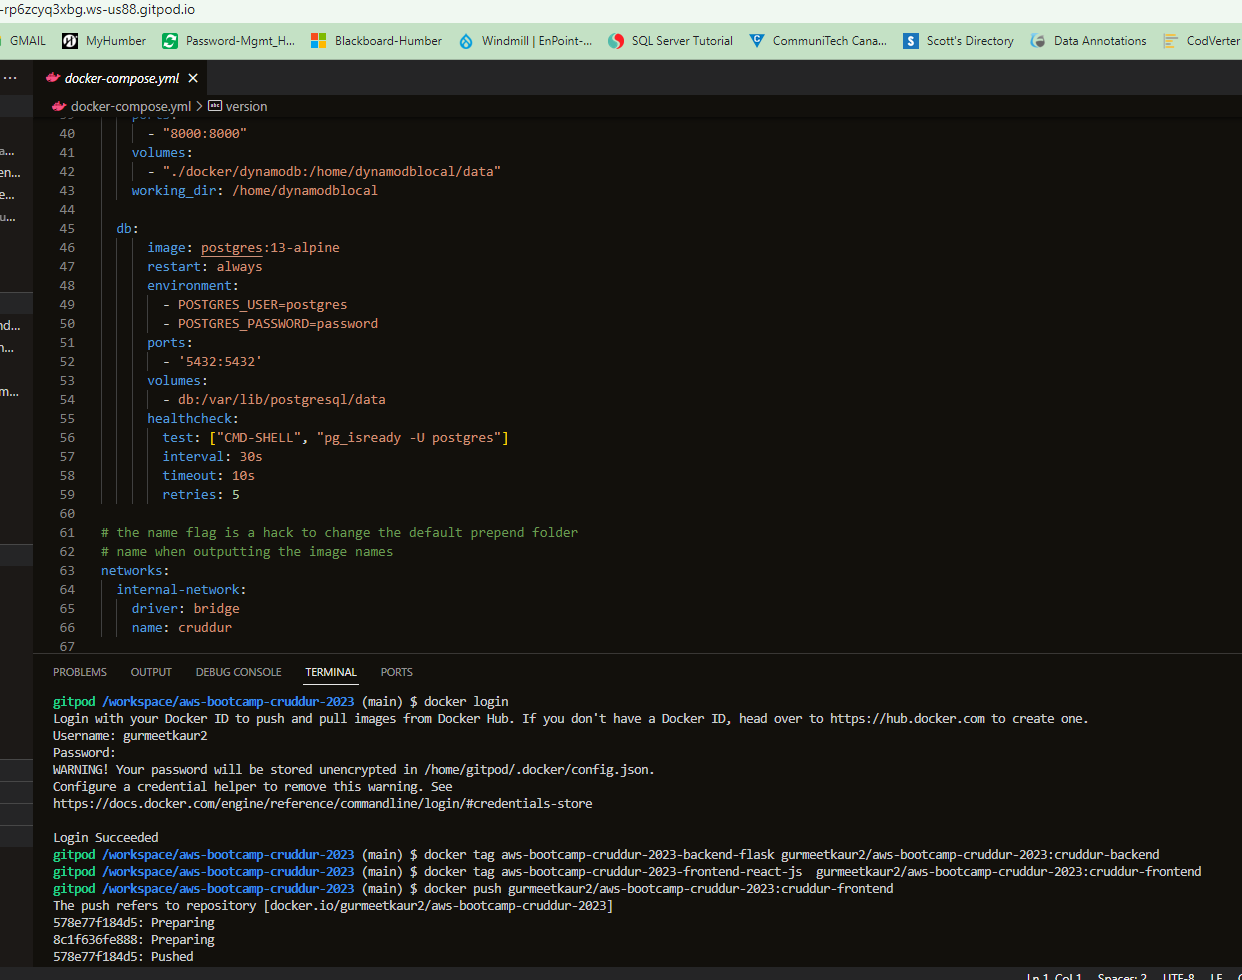 -rp6zcyq3xbg.ws-us88.gitpod.io
GMAIL MyHumber Password-Mgmt_H... Blackboard-Humber Windmill | EnPoint-... SQL Server Tutorial CommuniTech Cana... Scott's Directory Data Annotations CodVerter
... docker-compose.yml
docker-compose.yml > abc version
39 ports:
40 - "8000:8000"
41 volumes:
42 - "./docker/dynamodb:/home/dynamodblocal/data"
43 working_dir: /home/dynamodblocal
44
45 db:
46 image: postgres:13-alpine
47 restart: always
48 environment:
49 - POSTGRES_USER=postgres
50 - POSTGRES_PASSWORD=password
51 ports:
52 - '5432:5432'
53 volumes:
54 - db:/var/lib/postgresql/data
55 healthcheck:
56 test: ["CMD-SHELL", "pg_isready -U postgres"]
57 interval: 30s
58 timeout: 10s
59 retries: 5
60
61 # the name flag is a hack to change the default prepend folder
62 # name when outputting the image names
63 networks:
64 internal-network:
65 driver: bridge
66 name: cruddur
67
a...
en...
e...
u...
nd...
n...
m...
PROBLEMS OUTPUT DEBUG CONSOLE TERMINAL PORTS
gitpod /workspace/aws-bootcamp-cruddur-2023 (main) $ docker login
Login with your Docker ID to push and pull images from Docker Hub. If you don't have a Docker ID, head over to https://hub.docker.com to create one.
Username: gurmeetkaur2
Password:
WARNING! Your password will be stored unencrypted in /home/gitpod/.docker/config.json.
Configure a credential helper to remove this warning. See
https://docs.docker.com/engine/reference/commandline/login/#credentials-store
Login Succeeded
gitpod /workspace/aws-bootcamp-cruddur-2023 (main) $ docker tag aws-bootcamp-cruddur-2023-backend-flask gurmeetkaur2/aws-bootcamp-cruddur-2023:cruddur-backend
gitpod /workspace/aws-bootcamp-cruddur-2023 (main) $ docker tag aws-bootcamp-cruddur-2023-frontend-react-js  gurmeetkaur2/aws-bootcamp-cruddur-2023:cruddur-frontend
gitpod /workspace/aws-bootcamp-cruddur-2023 (main) $ docker push gurmeetkaur2/aws-bootcamp-cruddur-2023:cruddur-frontend
The push refers to repository [docker.io/gurmeetkaur2/aws-bootcamp-cruddur-2023]
578e77f184d5: Preparing
8c1f636fe888: Preparing
578e77f184d5: Pushed
Ln 1, Col 1 Spaces: 2 UTF-8 LF